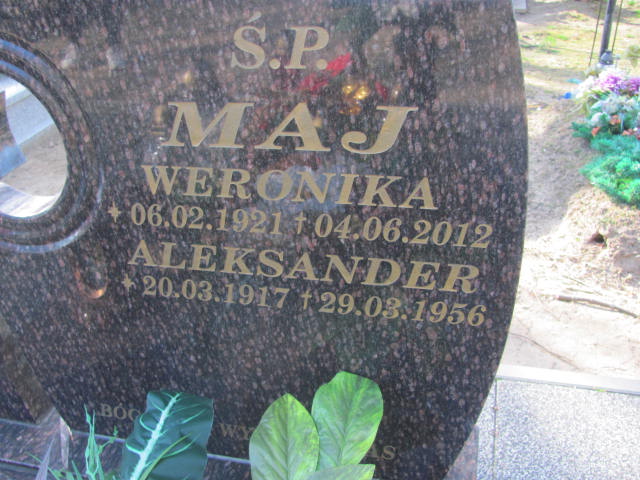 Ś.P.
MAJ
WERONIKA
* 06.02.1921 † 04.06.2012
ALEKSANDER
* 20.03.1917 † 29.03.1956